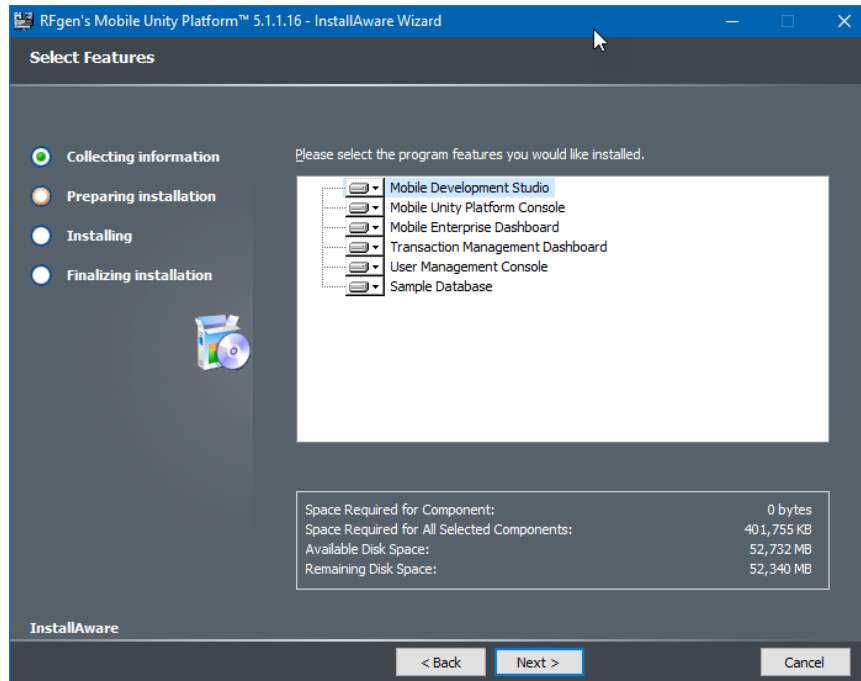 RFgen's Mobile Unity Platform™ 5.1.1.16 - InstallAware Wizard
Select Features
Collecting information
Preparing installation
Installing
Finalizing installation
Please select the program features you would like installed.
Mobile Development Studio
Mobile Unity Platform Console
Mobile Enterprise Dashboard
Transaction Management Dashboard
User Management Console
Sample Database
Space Required for Component: 0 bytes
Space Required for All Selected Components: 401,755 KB
Available Disk Space: 52,732 MB
Remaining Disk Space: 52,340 MB
InstallAware
< Back Next > Cancel